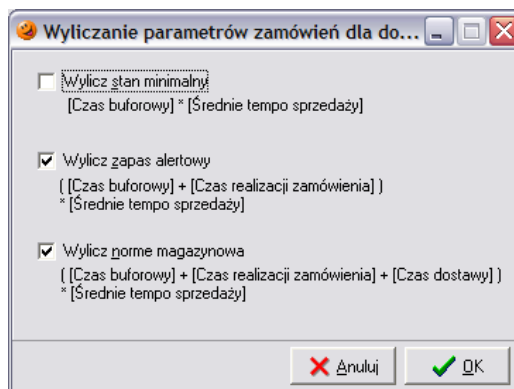 Wyliczanie parametrów zamówień dla do...
Wylicz stan minimalny
[Czas buforowy] * [Średnie tempo sprzedaży]
Wylicz zapas alertowy
( [Czas buforowy] + [Czas realizacji zamówienia] )
* [Średnie tempo sprzedaży]
Wylicz norme magazynowa
( [Czas buforowy] + [Czas realizacji zamówienia] + [Czas dostawy] )
* [Średnie tempo sprzedaży]
Anuluj
OK